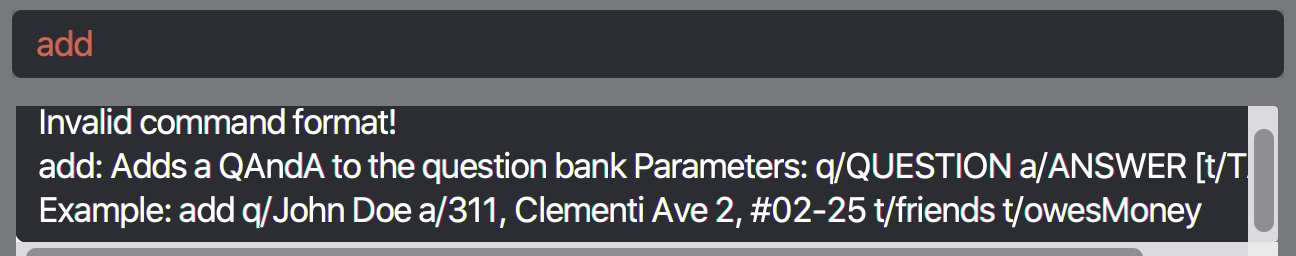 add
Invalid command format!
add: Adds a QAndA to the question bank Parameters: q/QUESTION a/ANSWER [t/T
Example: add q/John Doe a/311, Clementi Ave 2, #02-25 t/friends t/owesMoney